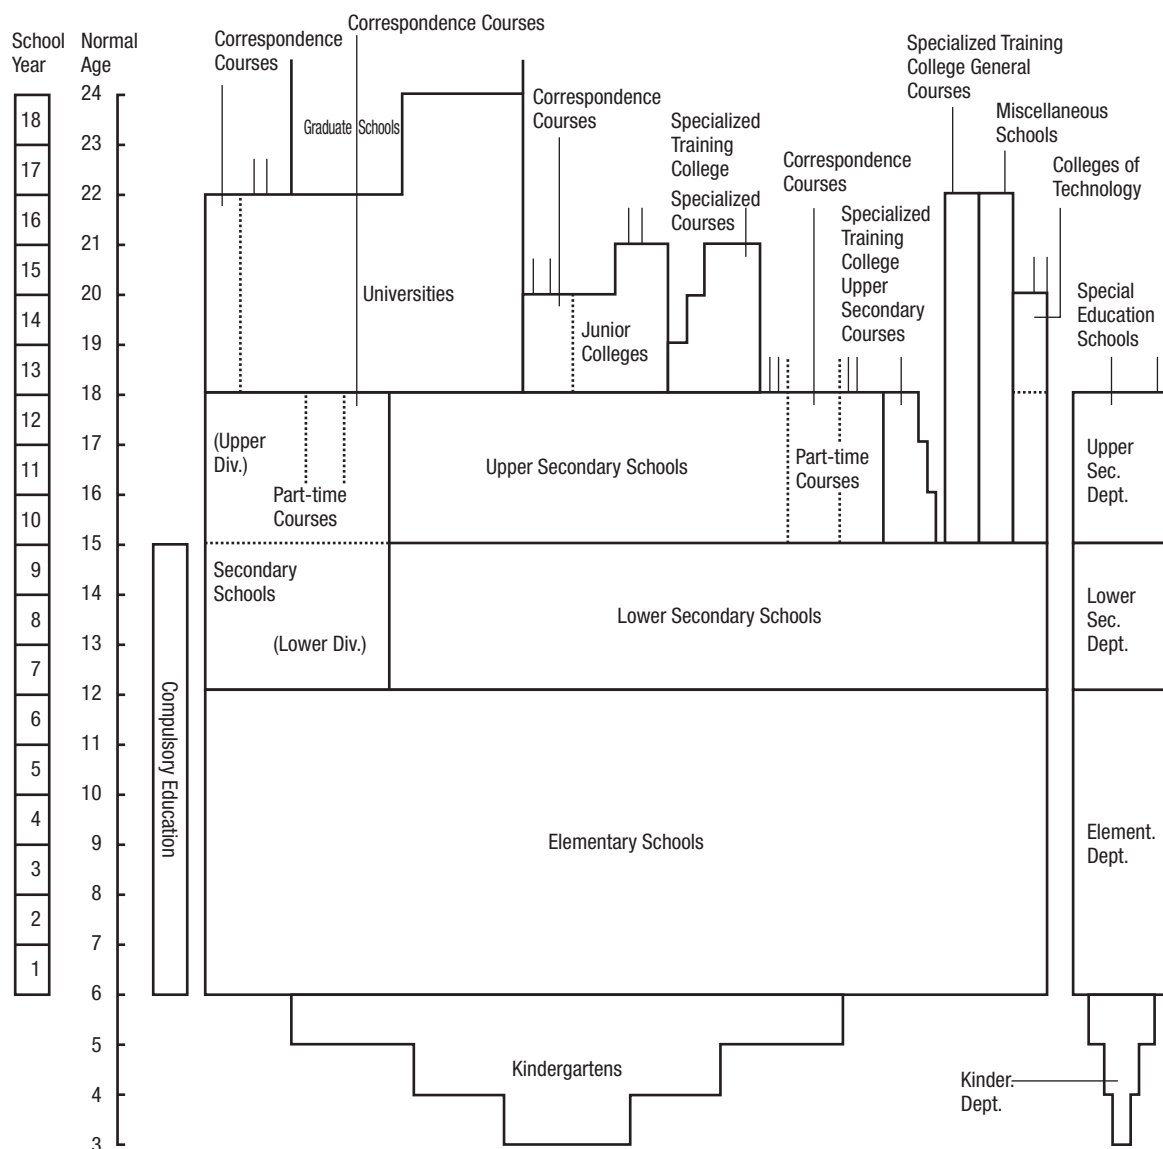 School
Year
Normal
Age
Correspondence
Courses
Correspondence Courses
Graduate Schools
Correspondence
Courses
Specialized
Training
College
Specialized
Courses
Correspondence
Courses
Specialized
Training
College
Upper
Secondary
Courses
Specialized Training
College General
Courses
Miscellaneous
Schools
Colleges of
Technology
Special
Education
Schools
Universities
Junior
Colleges
(Upper
Div.)
Part-time
Courses
Upper Secondary Schools
Part-time
Courses
Upper
Sec.
Dept.
Secondary
Schools
(Lower Div.)
Lower Secondary Schools
Lower
Sec.
Dept.
Compulsory Education
Elementary Schools
Element.
Dept.
Kindergartens
Kinder.
Dept.
18
17
16
15
14
13
12
11
10
9
8
7
6
5
4
3
2
1
24
23
22
21
20
19
18
17
16
15
14
13
12
11
10
9
8
7
6
5
4
3